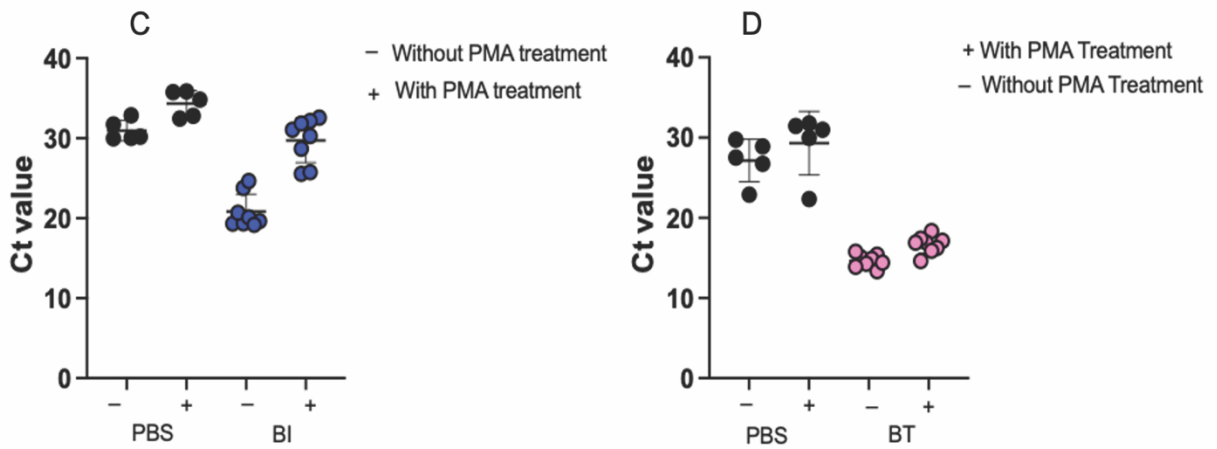 C
40
30
20
10
0
Ct value
− + − +
PBS BI
− Without PMA treatment
+ With PMA treatment
D
40
30
20
10
0
Ct value
− + − +
PBS BT
+ With PMA Treatment
− Without PMA Treatment